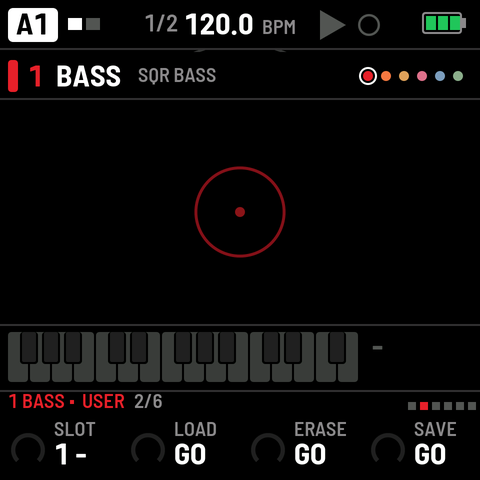 A1 1/2 120.0 BPM
1 BASS SQR BASS
-
1 BASS • USER 2/6
SLOT LOAD ERASE SAVE
1 - GO GO GO